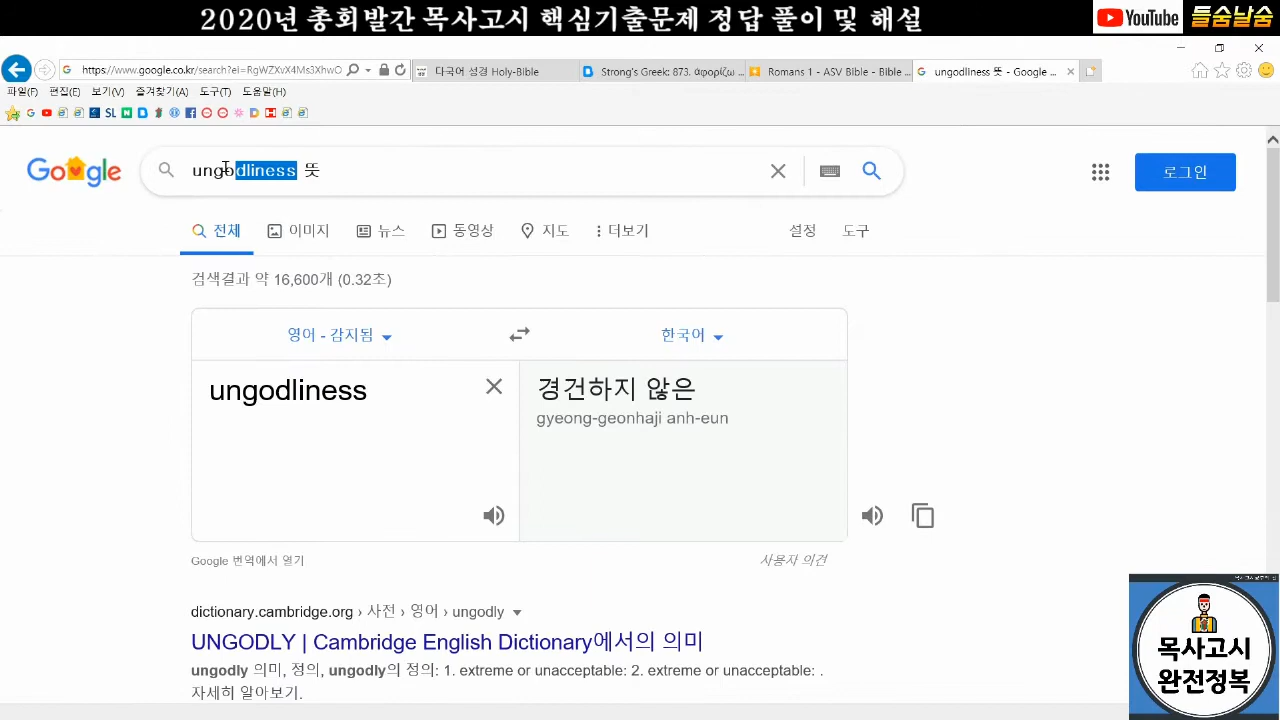 2020년 총회발간 목사고시 핵심기출문제 정답 풀이 및 해설
YouTube 들숨날숨
https://www.google.co.kr/search?ei=RgWZXvX4Ms3XhwO
다국어 성경 Holy-Bible
Strong's Greek: 873. ἀφορίζω ...
Romans 1 - ASV Bible - Bible ...
ungodliness 뜻 - Google ...
파일(F) 편집(E) 보기(V) 즐겨찾기(A) 도구(T) 도움말(H)
Google
ungodliness 뜻
로그인
전체 이미지 뉴스 동영상 지도 더보기 설정 도구
검색결과 약 16,600개 (0.32초)
영어 - 감지됨 한국어
ungodliness
경건하지 않은
gyeong-geonhaji anh-eun
Google 번역에서 열기 사용자 의견
dictionary.cambridge.org › 사전 › 영어 › ungodly
UNGODLY | Cambridge English Dictionary에서의 의미
ungodly 의미, 정의, ungodly의 정의: 1. extreme or unacceptable: 2. extreme or unacceptable: .
자세히 알아보기.
목사고시
완전정복